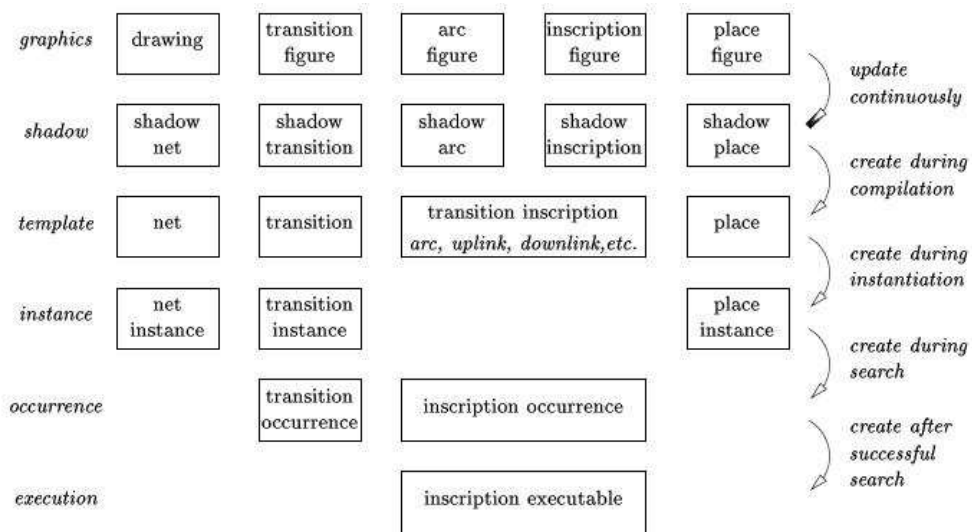 graphics
drawing
transition
figure
arc
figure
inscription
figure
place
figure
update
continuously
shadow
shadow
net
shadow
transition
shadow
arc
shadow
inscription
shadow
place
create during
compilation
template
net
transition
transition inscription
arc, uplink, downlink,etc.
place
create during
instantiation
instance
net
instance
transition
instance
place
instance
create during
search
occurrence
transition
occurrence
inscription occurrence
create after
successful
search
execution
inscription executable